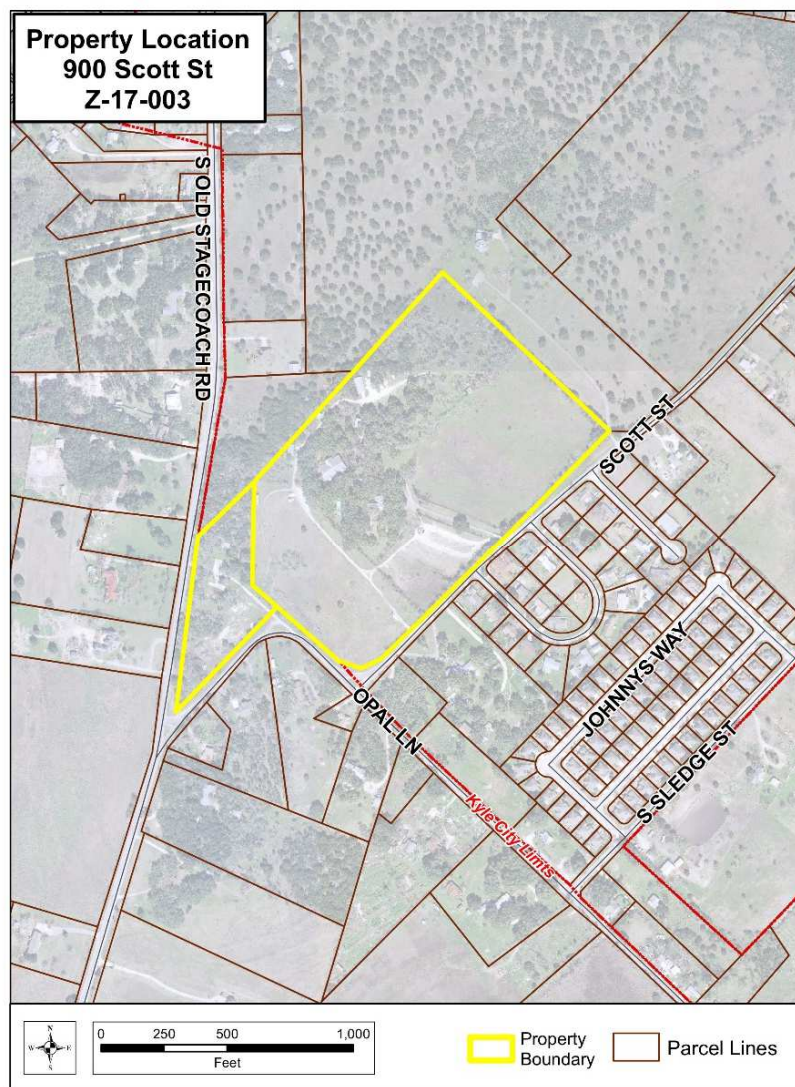 Property Location
900 Scott St
Z-17-003
S OLD STAGECOACH RD
SCOTT ST
JOHNNYS WAY
OPAL LN
S SLEDGE ST
Kyle City Limits
N
W E
S
0 250 500 1,000
Feet
Property
Boundary
Parcel Lines